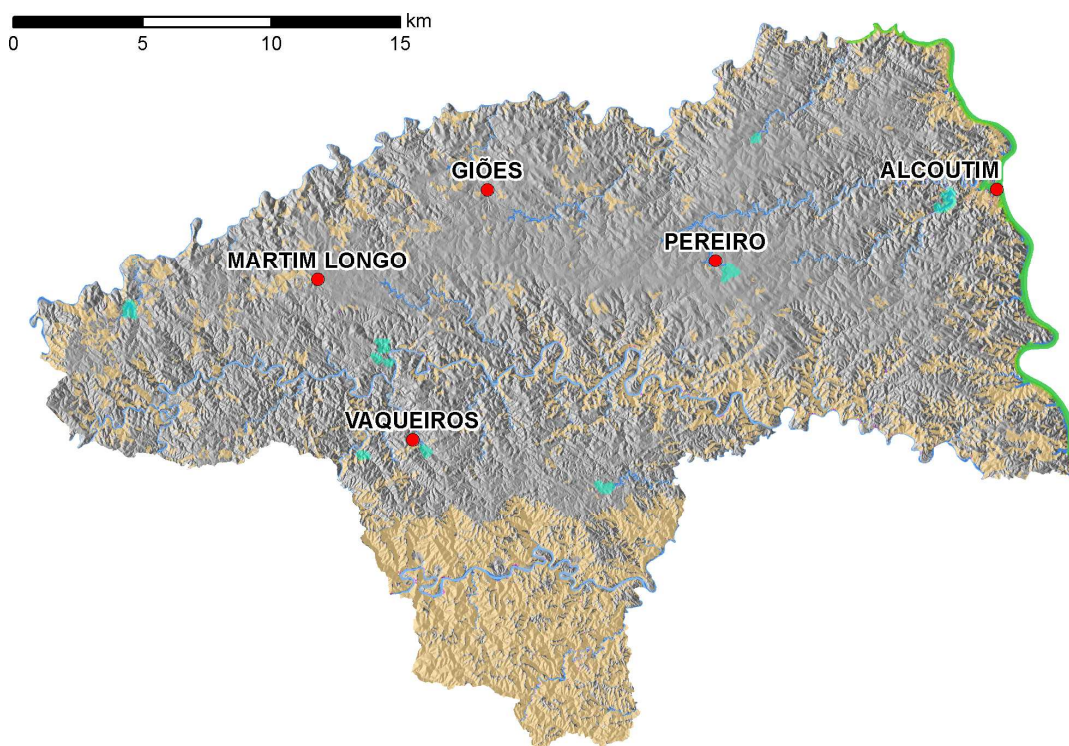 km
0 5 10 15
GIÕES
ALCOUTIM
PEREIRO
MARTIM LONGO
VAQUEIROS